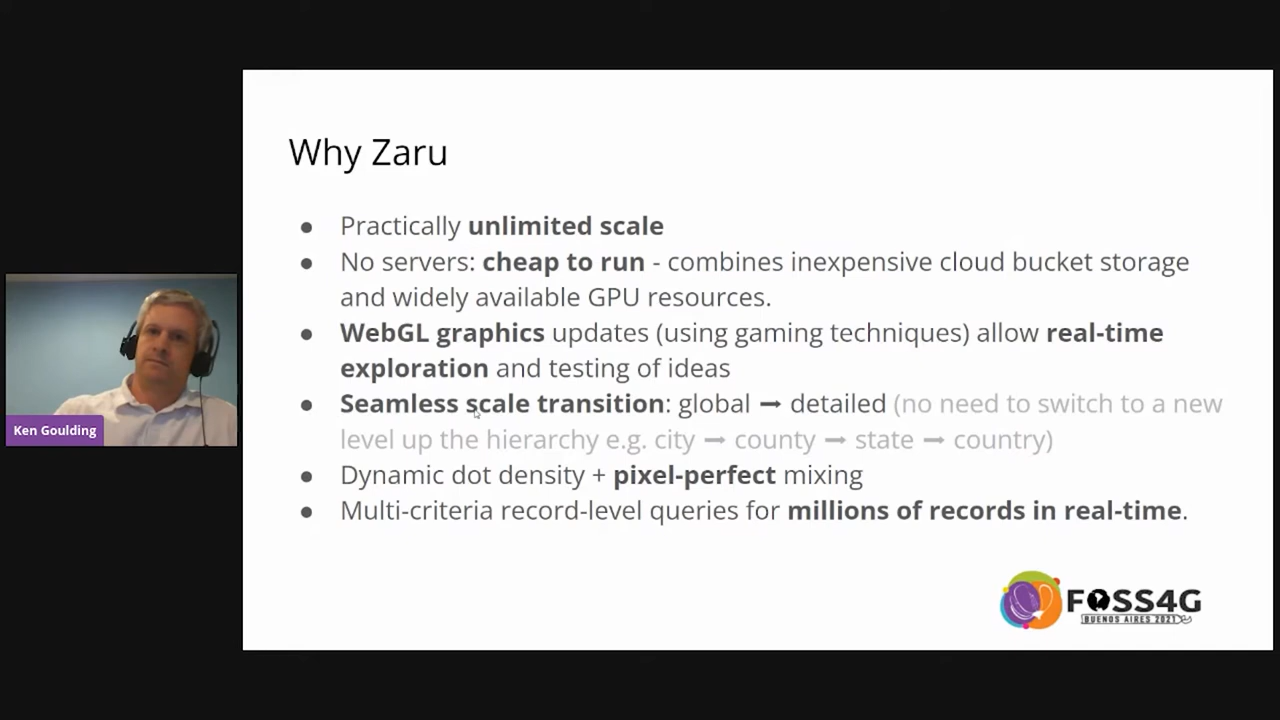 Why Zaru
● Practically unlimited scale
● No servers: cheap to run - combines inexpensive cloud bucket storage
and widely available GPU resources.
● WebGL graphics updates (using gaming techniques) allow real-time
exploration and testing of ideas
● Seamless scale transition: global ➞ detailed (no need to switch to a new
level up the hierarchy e.g. city ➞ county ➞ state ➞ country)
● Dynamic dot density + pixel-perfect mixing
● Multi-criteria record-level queries for millions of records in real-time.
Ken Goulding
FOSS4G
BUENOS AIRES 2021